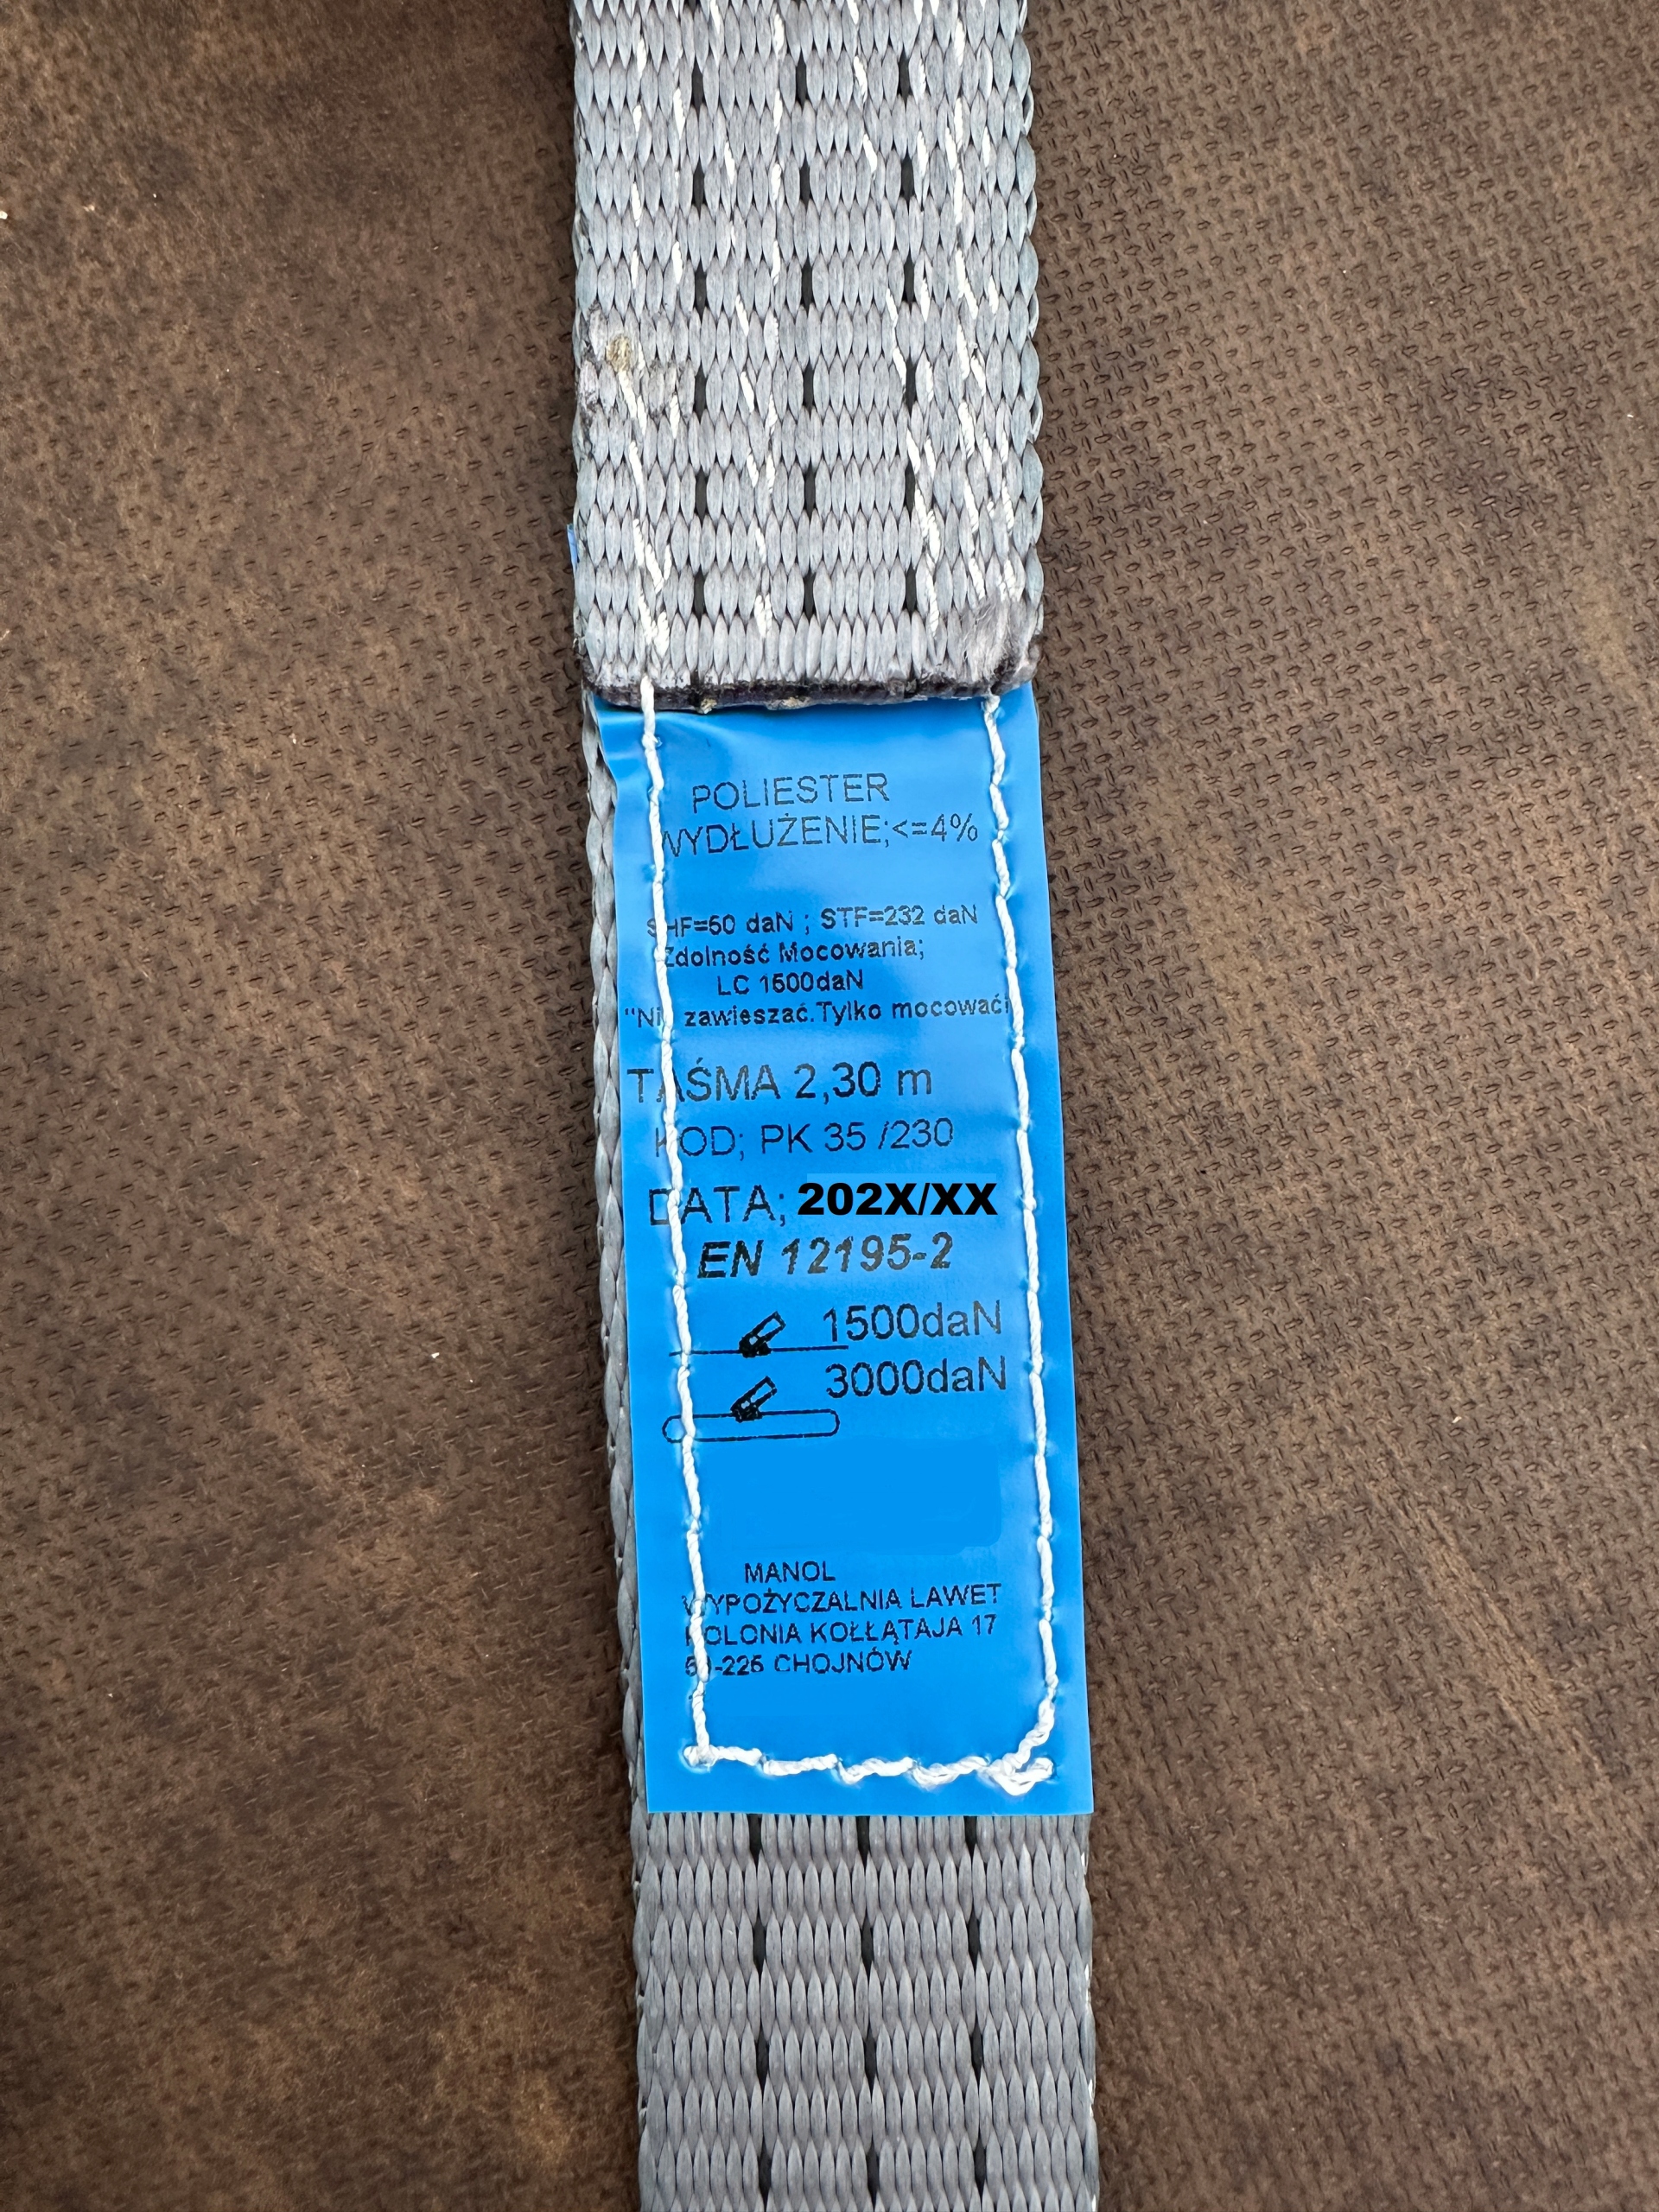 POLIESTER
WYDŁUŻENIE;<=4%
SHF=50 daN ; STF=232 daN
Zdolność Mocowania;
LC 1500daN
"Nie zawieszać.Tylko mocować
TAŚMA 2,30 m
KOD; PK 35 /230
DATA; 202X/XX
EN 12195-2
1500daN
3000daN
MANOL
WYPOŻYCZALNIA LAWET
KOLONIA KOŁŁĄTAJA 17
59-225 CHOJNÓW